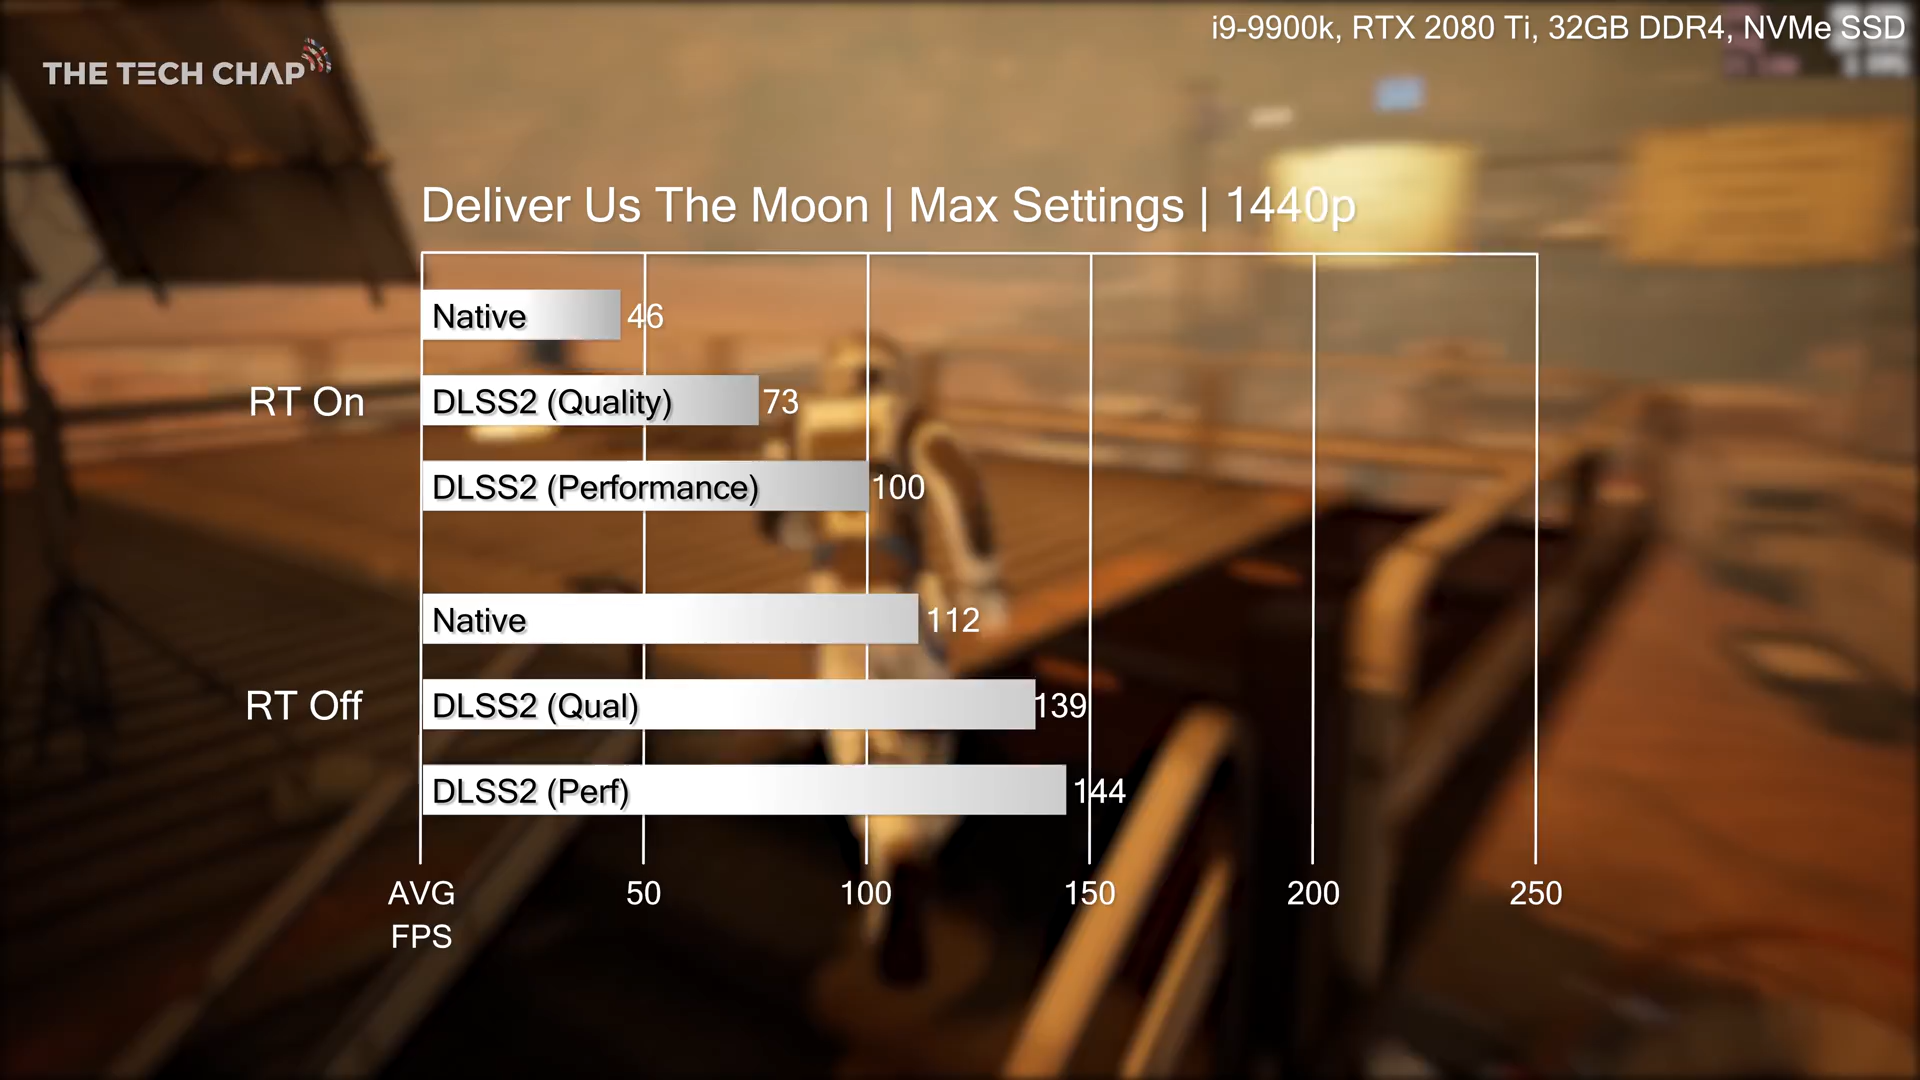 i9-9900k, RTX 2080 Ti, 32GB DDR4, NVMe SSD
THE TECH CHAP
Deliver Us The Moon | Max Settings | 1440p
Native 46
RT On
DLSS2 (Quality) 73
DLSS2 (Performance) 100
Native 112
RT Off
DLSS2 (Qual) 139
DLSS2 (Perf) 144
AVG 50 100 150 200 250
FPS